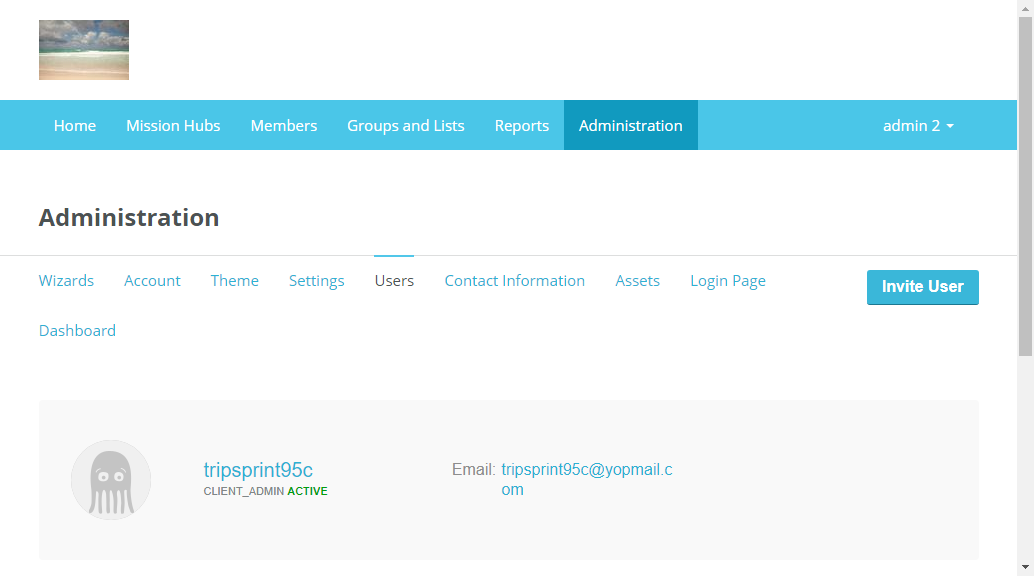 Home Mission Hubs Members Groups and Lists Reports Administration admin 2
Administration
Wizards Account Theme Settings Users Contact Information Assets Login Page Invite User
Dashboard
tripsprint95c Email: tripsprint95c@yopmail.c
om
CLIENT_ADMIN ACTIVE